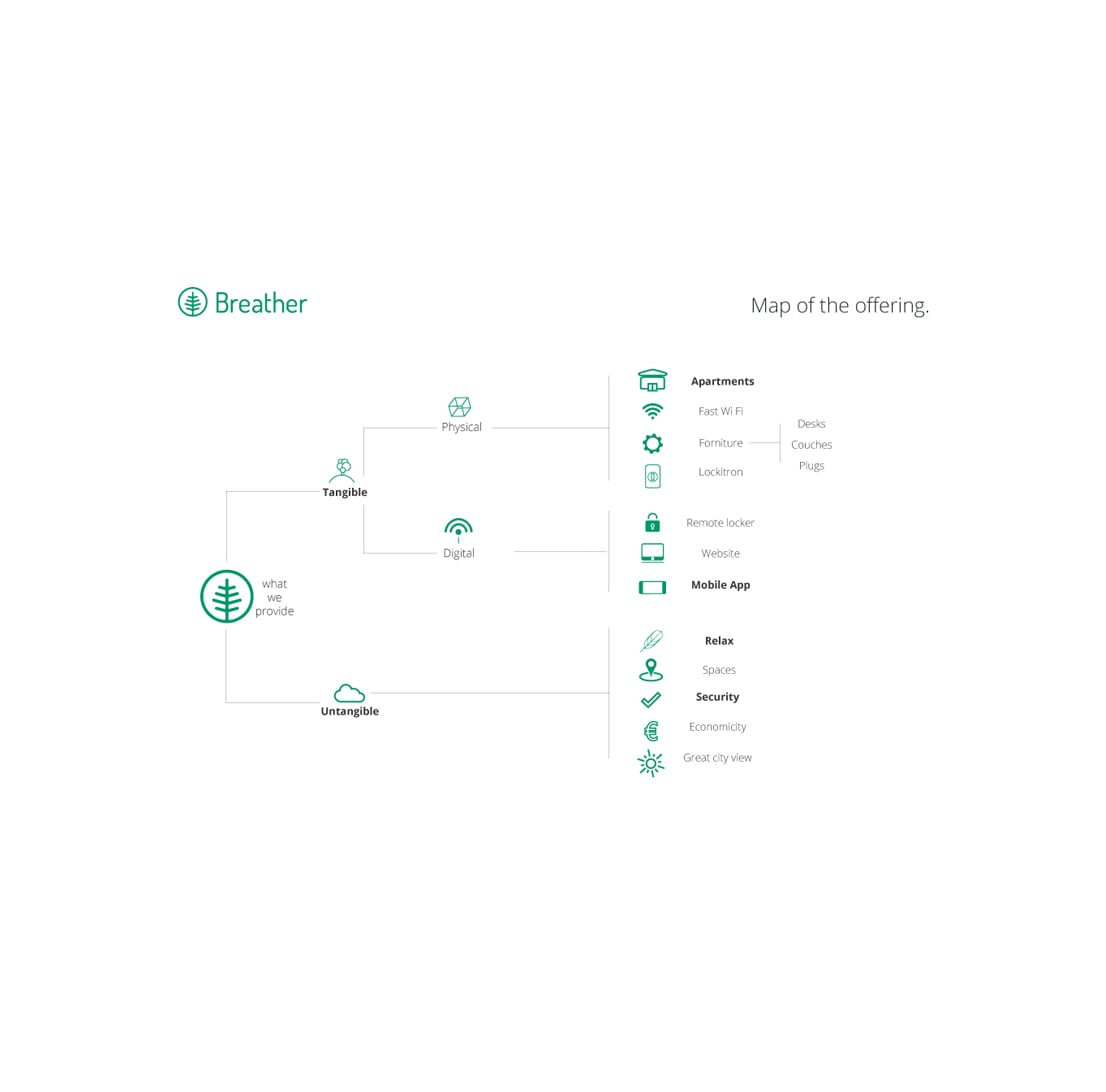 Breather
Map of the offering.
what
we
provide
Tangible
Physical
Apartments
Fast Wi Fi
Forniture
Desks
Couches
Plugs
Lockitron
Digital
Remote locker
Website
Mobile App
Untangible
Relax
Spaces
Security
Economicity
Great city view